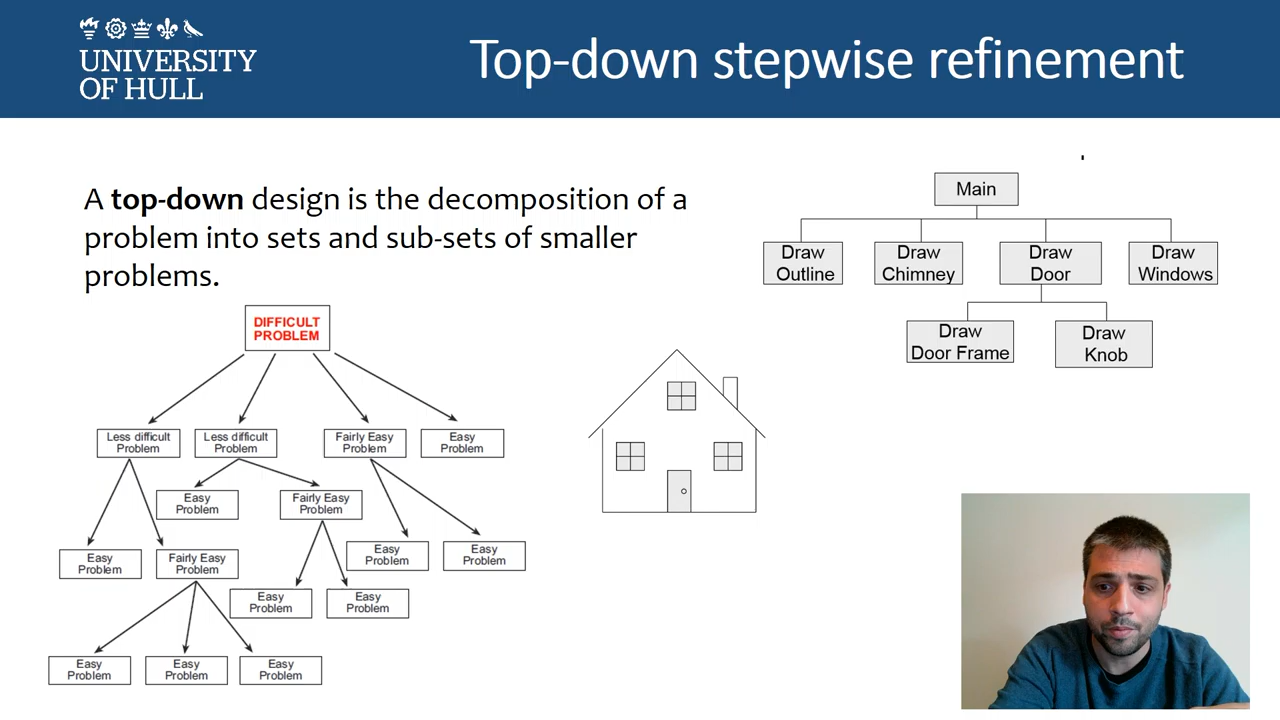 UNIVERSITY
OF HULL
Top-down stepwise refinement
A top-down design is the decomposition of a
problem into sets and sub-sets of smaller
problems.
DIFFICULT
PROBLEM
Less difficult
Problem
Less difficult
Problem
Fairly Easy
Problem
Easy
Problem
Easy
Problem
Fairly Easy
Problem
Easy
Problem
Fairly Easy
Problem
Easy
Problem
Easy
Problem
Easy
Problem
Easy
Problem
Easy
Problem
Easy
Problem
Easy
Problem
Main
Draw
Outline
Draw
Chimney
Draw
Door
Draw
Windows
Draw
Door Frame
Draw
Knob